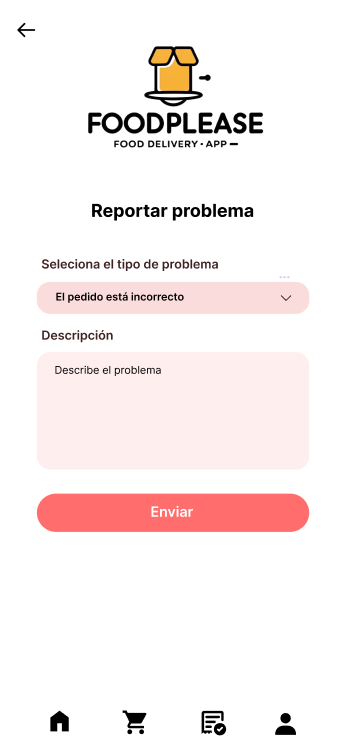 FOODPLEASE
FOOD DELIVERY • APP
Reportar problema
Seleciona el tipo de problema
El pedido está incorrecto
Descripción
Describe el problema
Enviar